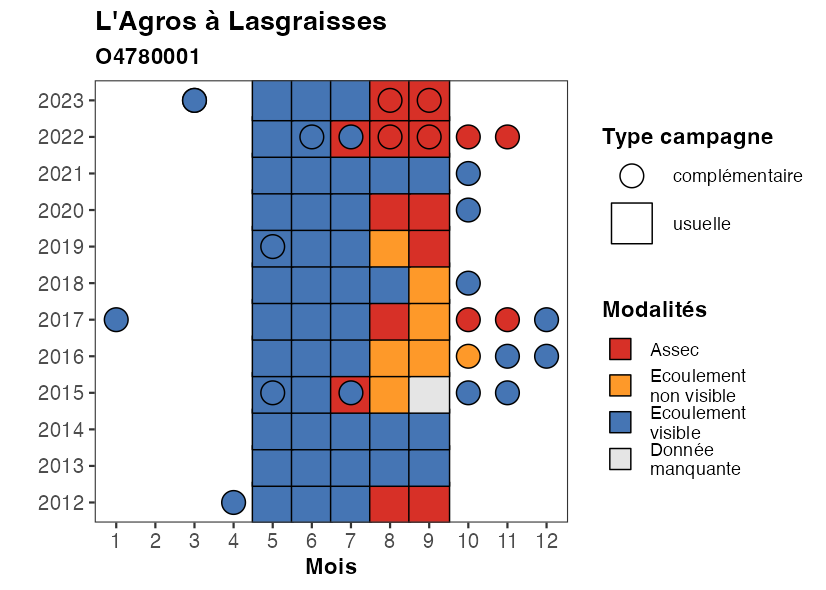 L'Agros à Lasgraisses
O4780001
2023
2022
2021
2020
2019
2018
2017
2016
2015
2014
2013
2012
1 2 3 4 5 6 7 8 9 10 11 12
Mois
Type campagne
complémentaire
usuelle
Modalités
Assec
Ecoulement
non visible
Ecoulement
visible
Donnée
manquante